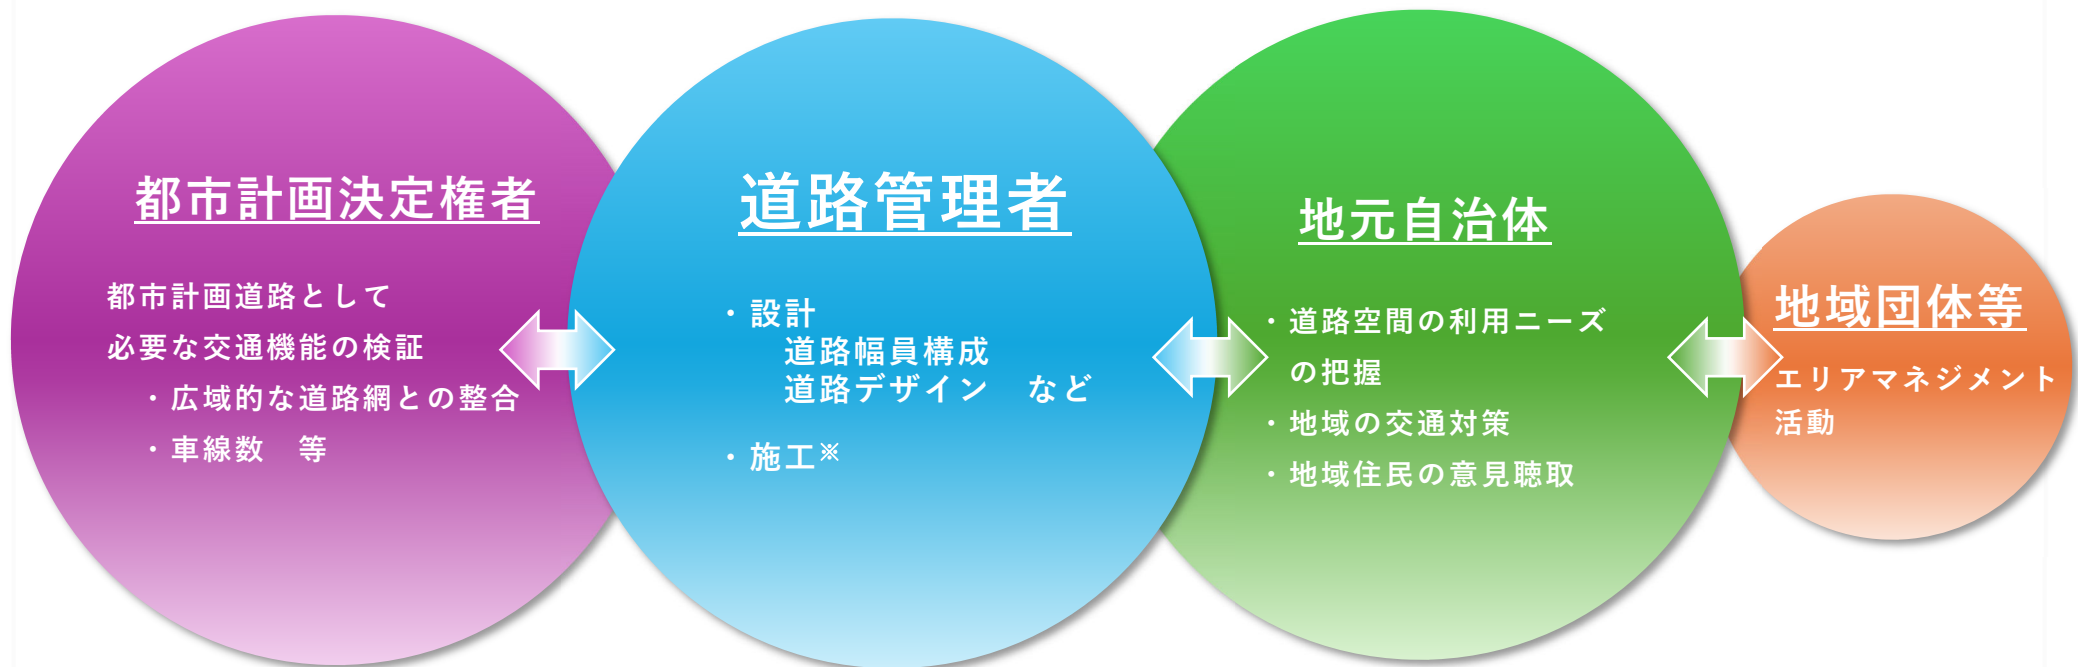 都市計画決定権者
都市計画道路として
必要な交通機能の検証
・広域的な道路網との整合
・車線数　等
道路管理者
・設計
道路幅員構成
道路デザイン　など
・施工※
地元自治体
・道路空間の利用ニーズ
の把握
・地域の交通対策
・地域住民の意見聴取
地域団体等
エリアマネジメント
活動